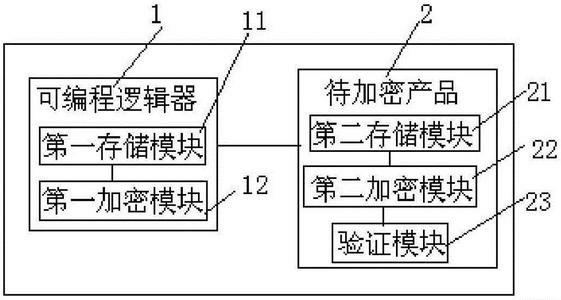 1
11
2
可编程逻辑器
待加密产品
21
第一存储模块
第二存储模块
22
第一加密模块
12
第二加密模块
23
验证模块